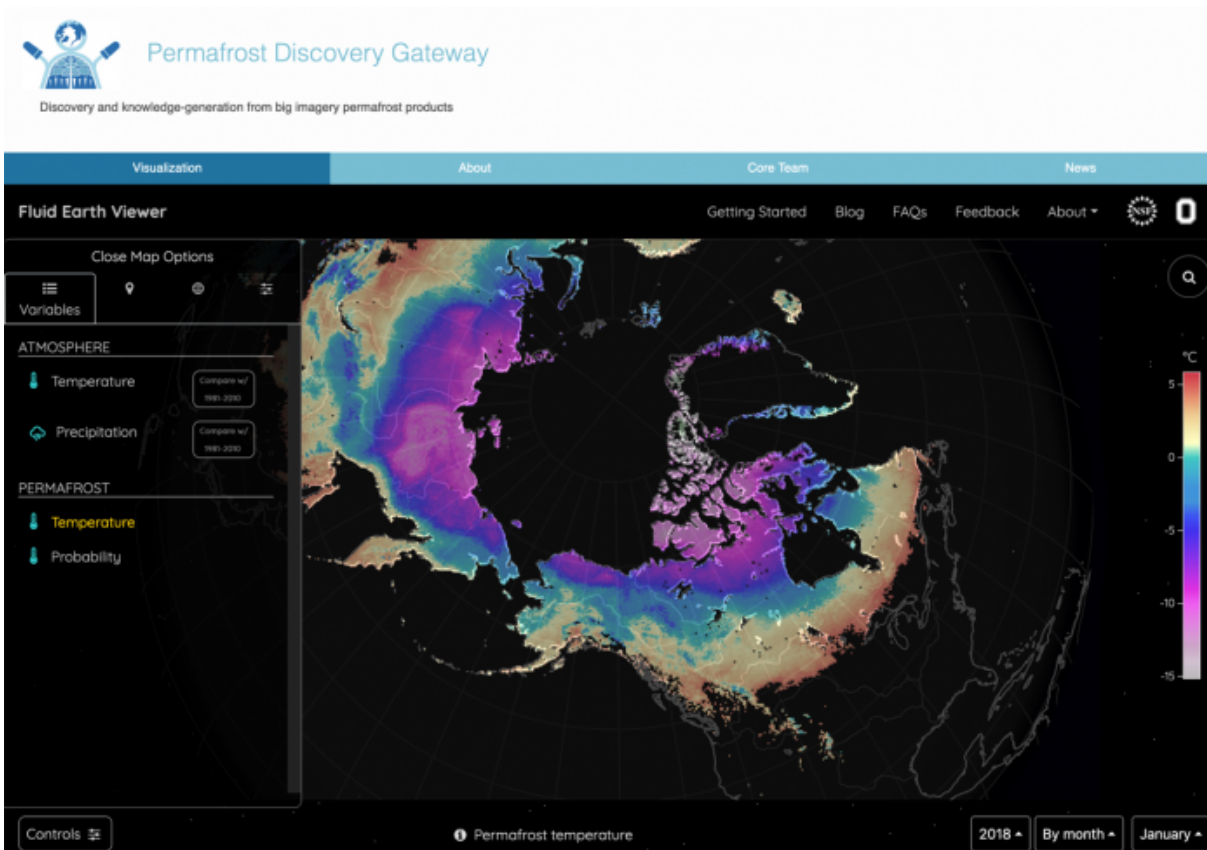 Permafrost Discovery Gateway
Discovery and knowledge-generation from big imagery permafrost products
Visualization About Core Team News
Fluid Earth Viewer Getting Started Blog FAQs Feedback About NSF
Close Map Options
Variables
ATMOSPHERE
Temperature
Compare w/
1981-2010
Precipitation
Compare w/
1981-2010
PERMAFROST
Temperature
Probability
°C
5
0
-5
-10
-15
Controls Permafrost temperature 2018 By month January